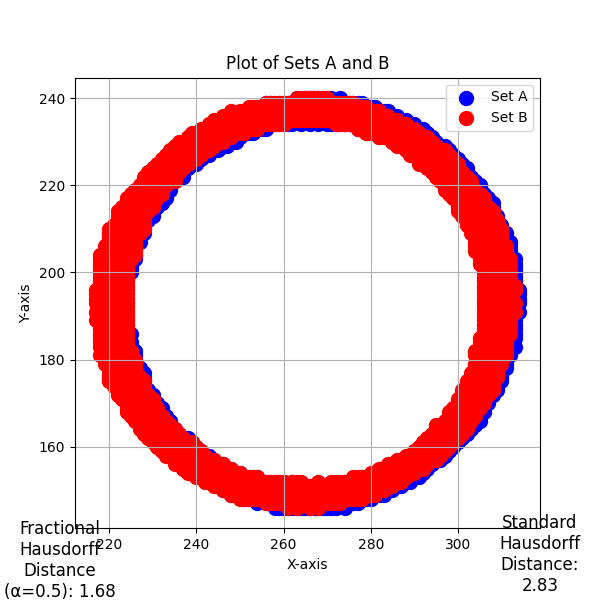 Plot of Sets A and B
Set A
Set B
240
220
200
180
160
Y-axis
220
240
260
280
300
X-axis
Fractional
Hausdorff
Distance
(α=0.5): 1.68
Standard
Hausdorff
Distance:
2.83